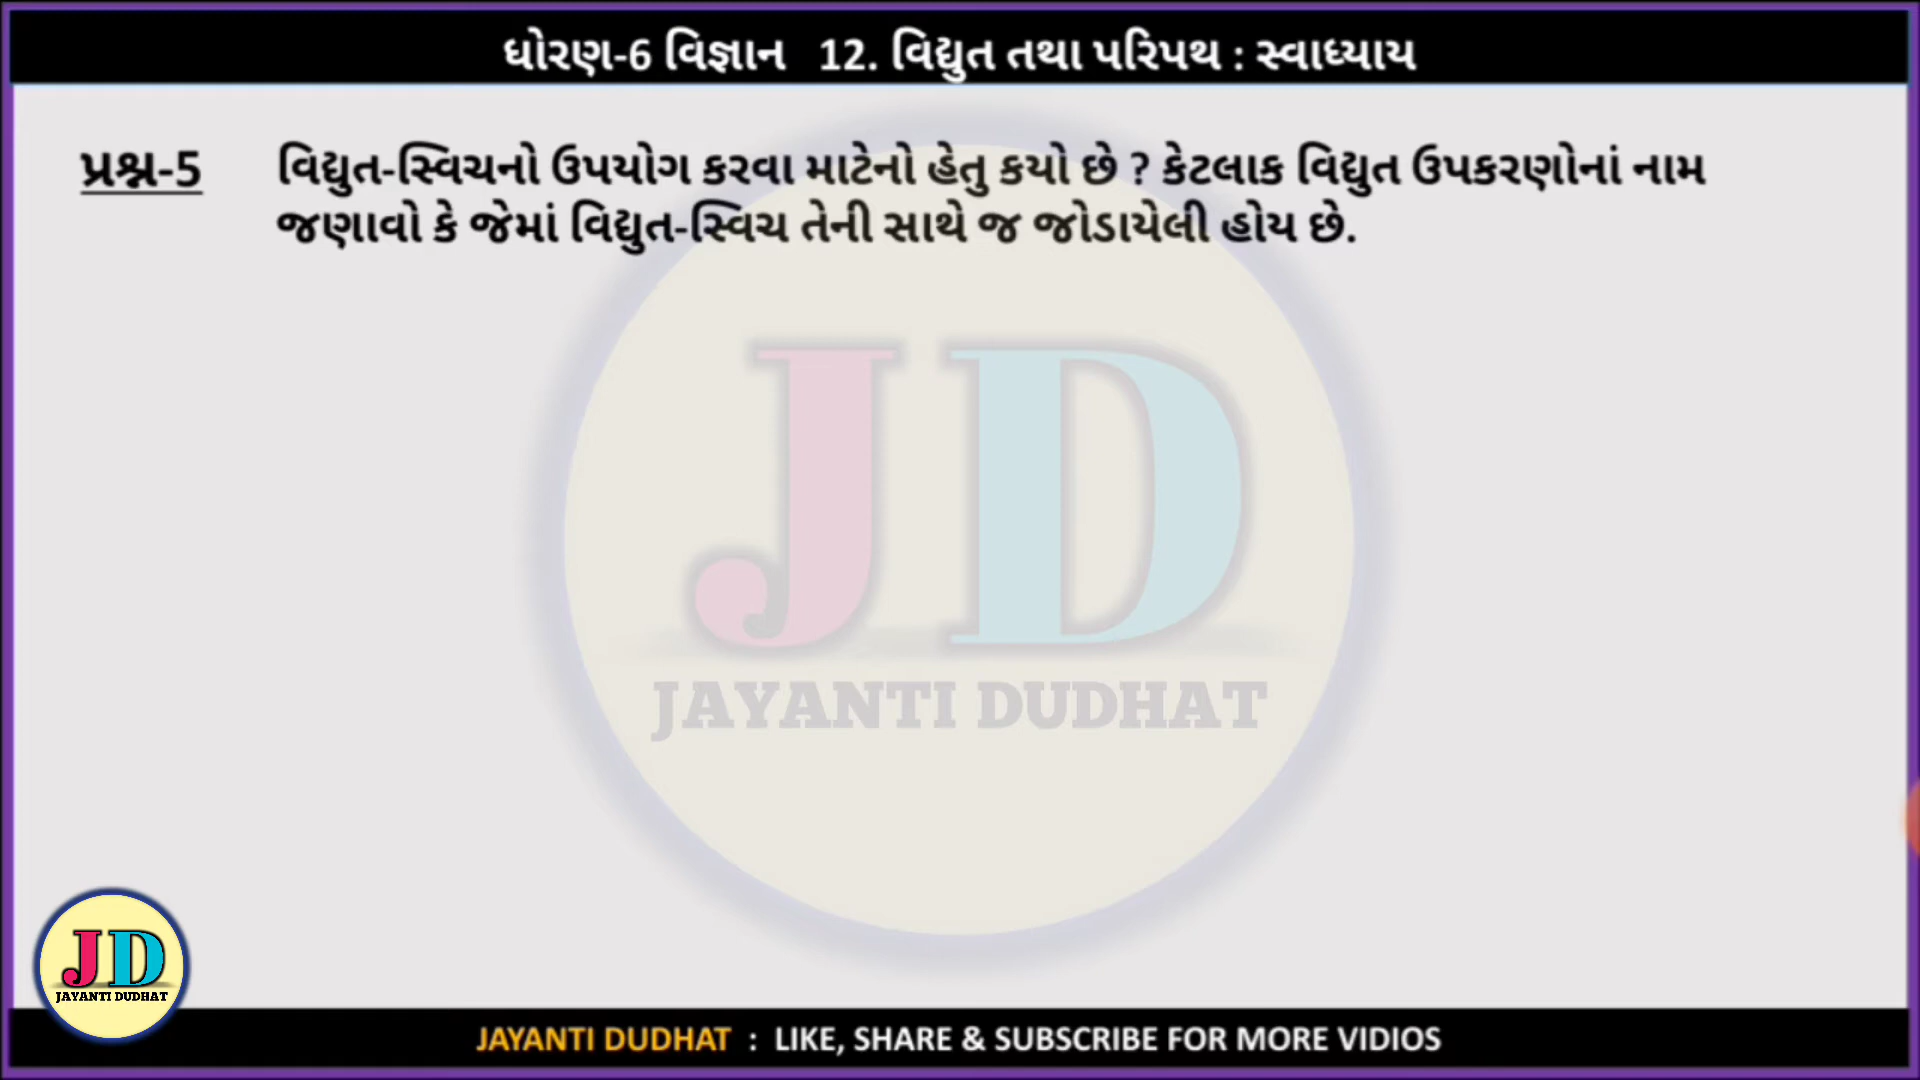 ધોરણ-6 વિજ્ઞાન 12. વિદ્યુત તથા પરિપથ : સ્વાધ્યાય
પ્રશ્ન-5 વિદ્યુત-સ્વિચનો ઉપયોગ કરવા માટેનો હેતુ કયો છે ? કેટલાક વિદ્યુત ઉપકરણોનાં નામ
જણાવો કે જેમાં વિદ્યુત-સ્વિચ તેની સાથે જ જોડાયેલી હોય છે.
JD
JAYANTI DUDHAT
JD
JAYANTI DUDHAT
JAYANTI DUDHAT : LIKE, SHARE & SUBSCRIBE FOR MORE VIDIOS